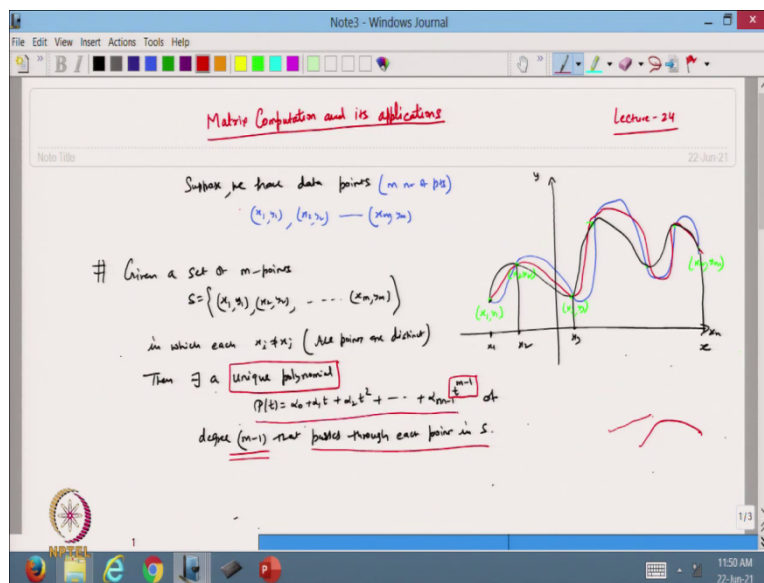 Note3 - Windows Journal
File Edit View Insert Actions Tools Help
B I
Matrix Computation and its applications
Lecture-24
Note Title
22-Jun-21
Suppose, we have data points (m no of pts)
(x₁,y₁), (x₂,y₂) —— (xm,ym)
# Given a set of m-points
S={(x₁,y₁),(x₂,y₂), ---- (xm,ym)}
in which each xi≠xj (All points are distinct)
Then ∃ a unique polynomial
P(t) = α₀+α₁t + α₂t² + -- + αm-1 t^m-1 of
degree (m-1) that passes through each point in S.
y
(x₁,y₁)
(x₂,y₂)
(x₃,y₃)
(xm,ym)
x₁
x₂
x₃
xm
x
1/3
NPTEL
1
11:50 AM
22-Jun-21